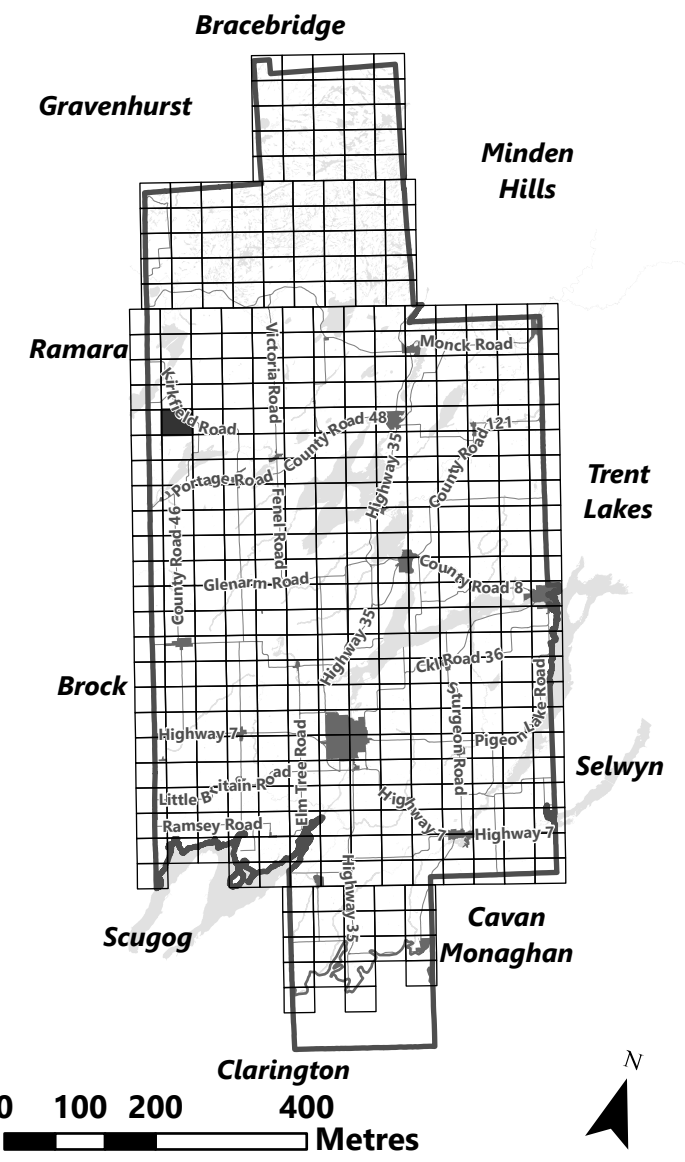 Bracebridge
Gravenhurst
Minden
Hills
Ramara
Victoria Road
Monck Road
Kirkfield Road
County Road 48
Highway 35
County Road 121
Portage Road
Fenel Road
Trent
Lakes
County Road 46
Glenarm Road
County Road 8
Highway 35
Ckl Road 36
Brock
Sturgeon Road
Pigeon Lake Road
Highway 7
Elm Tree Road
Selwyn
Little Britain Road
Highway 7
Ramsey Road
Highway 7
Highway 35
Scugog
Cavan
Monaghan
Clarington
N
0 100 200 400
Metres